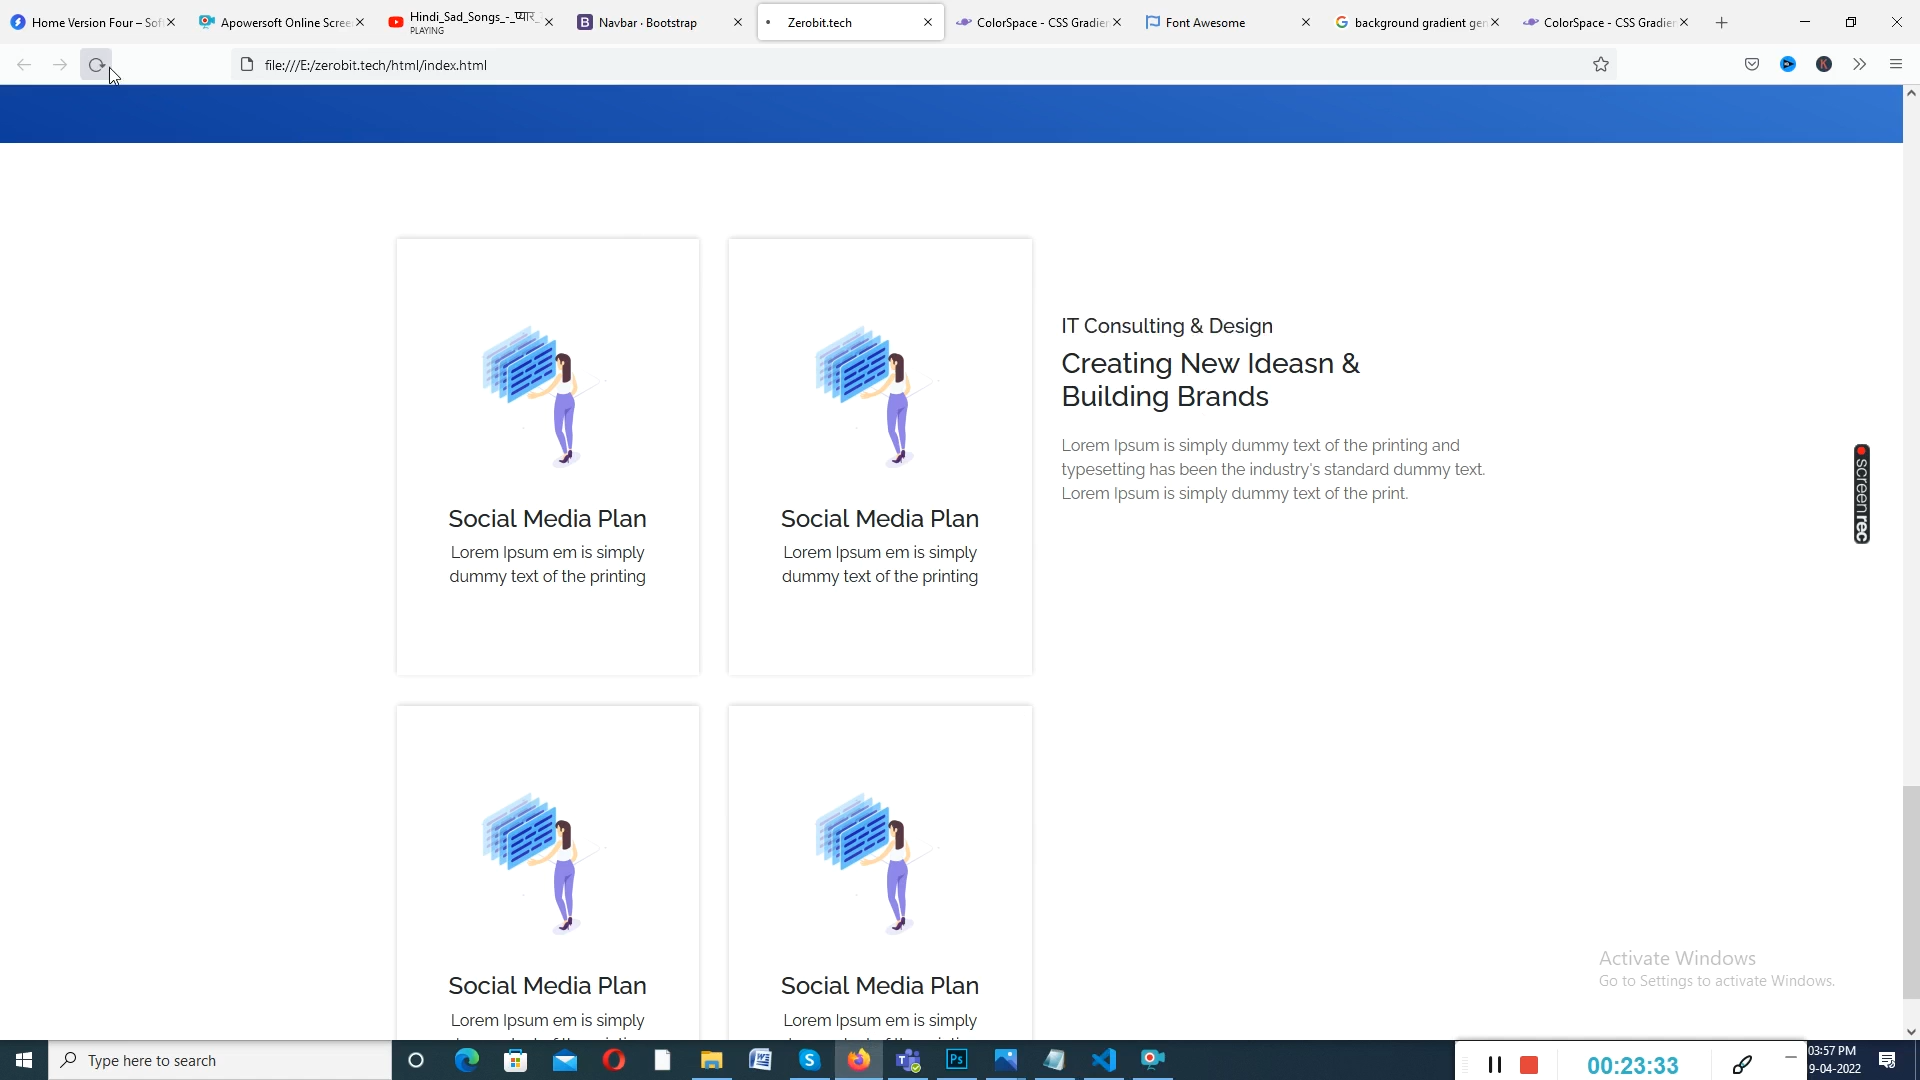 Home Version Four – Sof
Apowersoft Online Scree
Hindi_Sad_Songs_-_प्यार_
PLAYING
Navbar · Bootstrap
Zerobit.tech
ColorSpace - CSS Gradien
Font Awesome
background gradient gen
ColorSpace - CSS Gradien
file:///E:/zerobit.tech/html/index.html
IT Consulting & Design
Creating New Ideasn &
Building Brands
Lorem Ipsum is simply dummy text of the printing and
typesetting has been the industry's standard dummy text.
Lorem Ipsum is simply dummy text of the print.
Social Media Plan
Lorem Ipsum em is simply
dummy text of the printing
Social Media Plan
Lorem Ipsum em is simply
dummy text of the printing
screenrec
Social Media Plan
Lorem Ipsum em is simply
Social Media Plan
Lorem Ipsum em is simply
Activate Windows
Go to Settings to activate Windows.
Type here to search
00:23:33
03:57 PM
9-04-2022